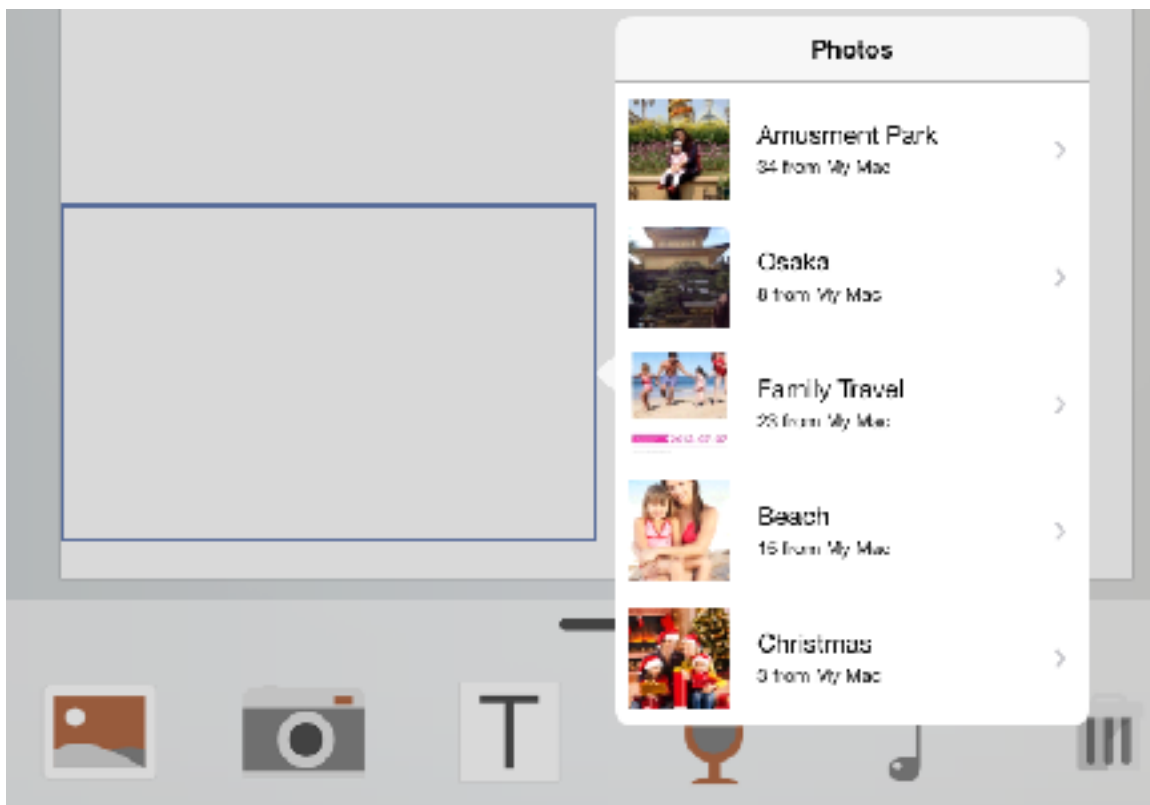 Photos
Amusment Park
34 from My Mac
Osaka
8 from My Mac
Family Travel
23 from My Mac
Beach
15 from My Mac
Christmas
3 from My Mac
T